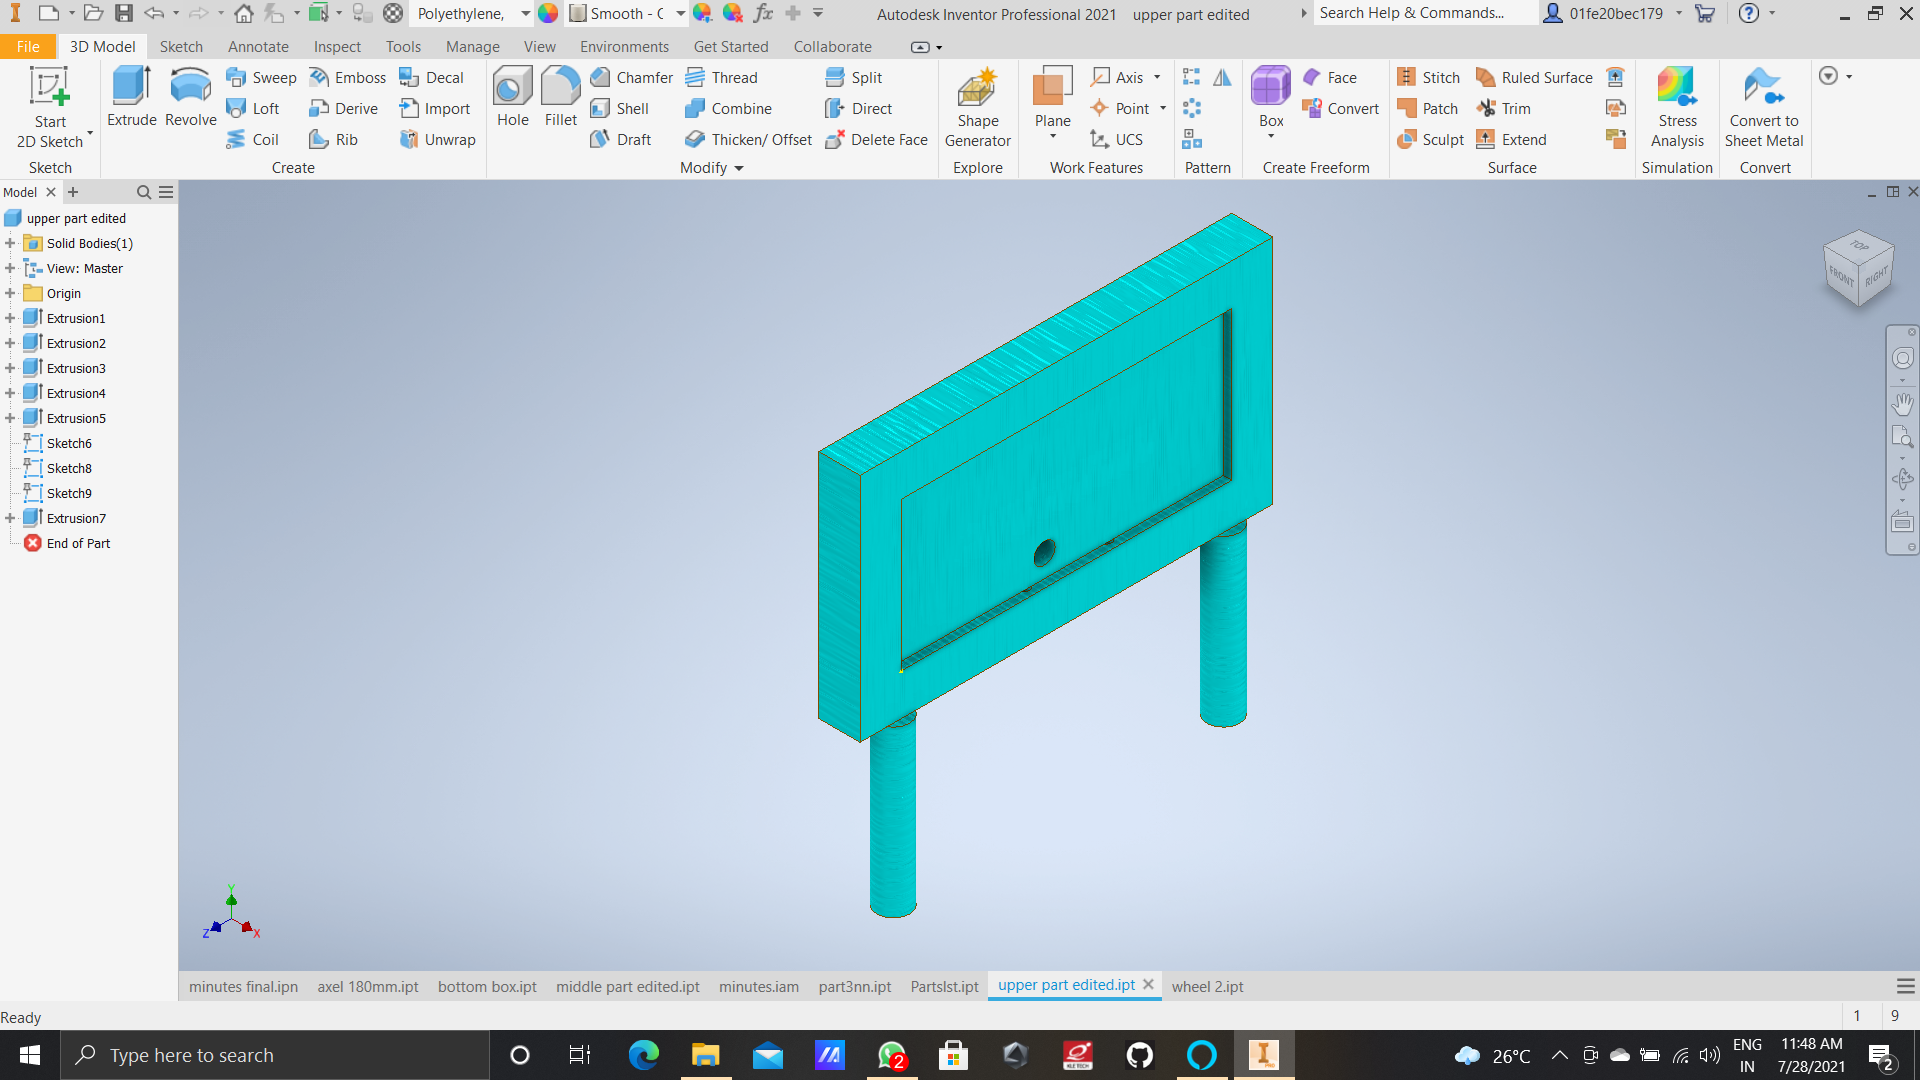 Polyethylene,
Smooth - C
Autodesk Inventor Professional 2021
upper part edited
Search Help & Commands...
01fe20bec179
File
3D Model
Sketch
Annotate
Inspect
Tools
Manage
View
Environments
Get Started
Collaborate
Start
2D Sketch
Sketch
Extrude
Revolve
Sweep
Loft
Coil
Emboss
Derive
Rib
Decal
Import
Unwrap
Create
Hole
Fillet
Chamfer
Shell
Draft
Thread
Combine
Thicken/ Offset
Split
Direct
Delete Face
Modify
Shape
Generator
Explore
Plane
Axis
Point
UCS
Work Features
Pattern
Box
Face
Convert
Create Freeform
Stitch
Patch
Sculpt
Ruled Surface
Trim
Extend
Surface
Stress
Analysis
Simulation
Convert to
Sheet Metal
Convert
Model
upper part edited
Solid Bodies(1)
View: Master
Origin
Extrusion1
Extrusion2
Extrusion3
Extrusion4
Extrusion5
Sketch6
Sketch8
Sketch9
Extrusion7
End of Part
TOP
FRONT
RIGHT
Y
Z
X
minutes final.ipn
axel 180mm.ipt
bottom box.ipt
middle part edited.ipt
minutes.iam
part3nn.ipt
Partslst.ipt
upper part edited.ipt
wheel 2.ipt
Ready
1
9
Type here to search
2
KLE TECH
PRO
26°C
ENG
IN
11:48 AM
7/28/2021
2